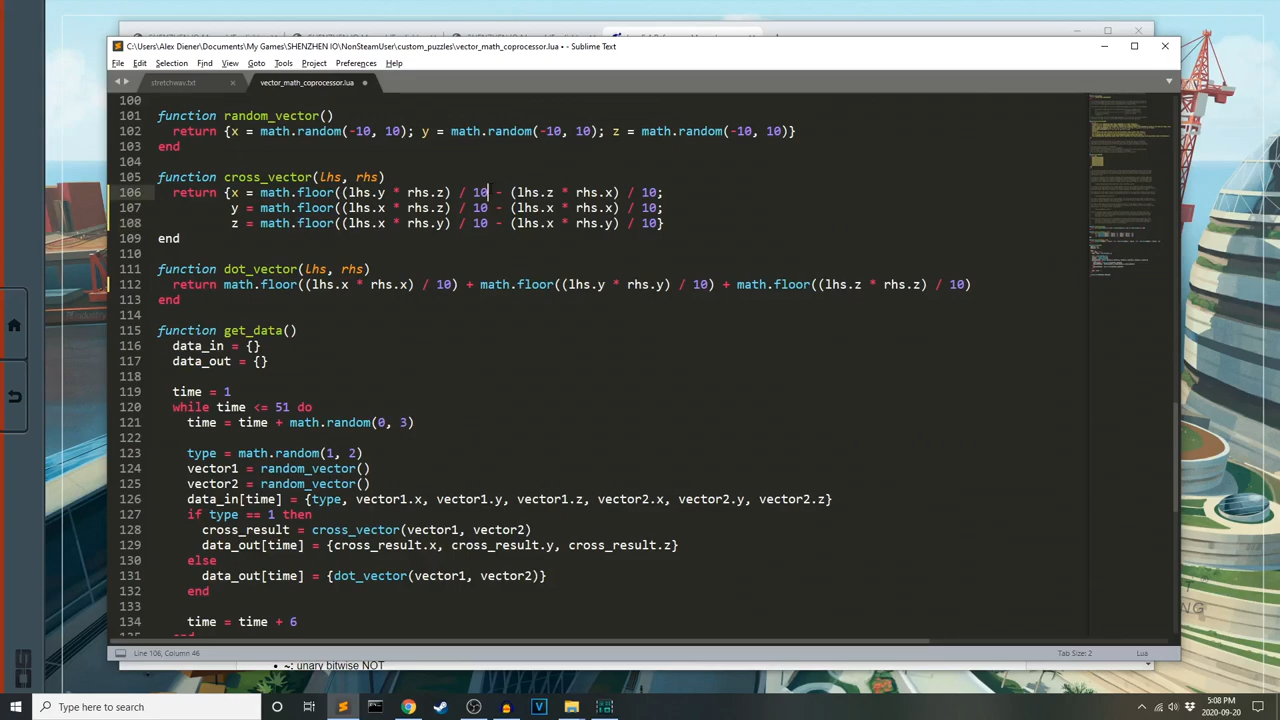 C:\Users\Alex Diener\Documents\My Games\SHENZHEN IO\NonSteamUser\custom_puzzles\vector_math_coprocessor.lua • - Sublime Text
File Edit Selection Find View Goto Tools Project Preferences Help
stretchwav.txt vector_math_coprocessor.lua
100
101 function random_vector()
102 return {x = math.random(-10, 10); y = math.random(-10, 10); z = math.random(-10, 10)}
103 end
104
105 function cross_vector(lhs, rhs)
106 return {x = math.floor((lhs.y * rhs.z) / 10 - (lhs.z * rhs.x) / 10;
107 y = math.floor((lhs.x * rhs.z) / 10 - (lhs.x * rhs.x) / 10;
108 z = math.floor((lhs.x * rhs.y) / 10 - (lhs.x * rhs.y) / 10}
109 end
110
111 function dot_vector(lhs, rhs)
112 return math.floor((lhs.x * rhs.x) / 10) + math.floor((lhs.y * rhs.y) / 10) + math.floor((lhs.z * rhs.z) / 10)
113 end
114
115 function get_data()
116 data_in = {}
117 data_out = {}
118
119 time = 1
120 while time <= 51 do
121 time = time + math.random(0, 3)
122
123 type = math.random(1, 2)
124 vector1 = random_vector()
125 vector2 = random_vector()
126 data_in[time] = {type, vector1.x, vector1.y, vector1.z, vector2.x, vector2.y, vector2.z}
127 if type == 1 then
128 cross_result = cross_vector(vector1, vector2)
129 data_out[time] = {cross_result.x, cross_result.y, cross_result.z}
130 else
131 data_out[time] = {dot_vector(vector1, vector2)}
132 end
133
134 time = time + 6
Line 106, Column 46 Tab Size: 2 Lua
• ~: unary bitwise NOT
Type here to search
5:08 PM
2020-09-20